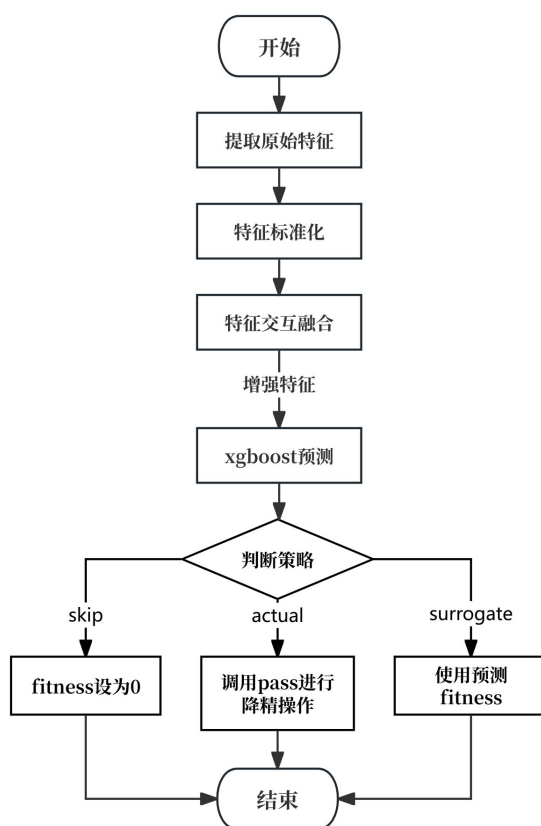 开始
提取原始特征
特征标准化
特征交互融合
增强特征
xgboost预测
判断策略
skip
actual
surrogate
fitness设为0
调用pass进行
降精操作
使用预测
fitness
结束